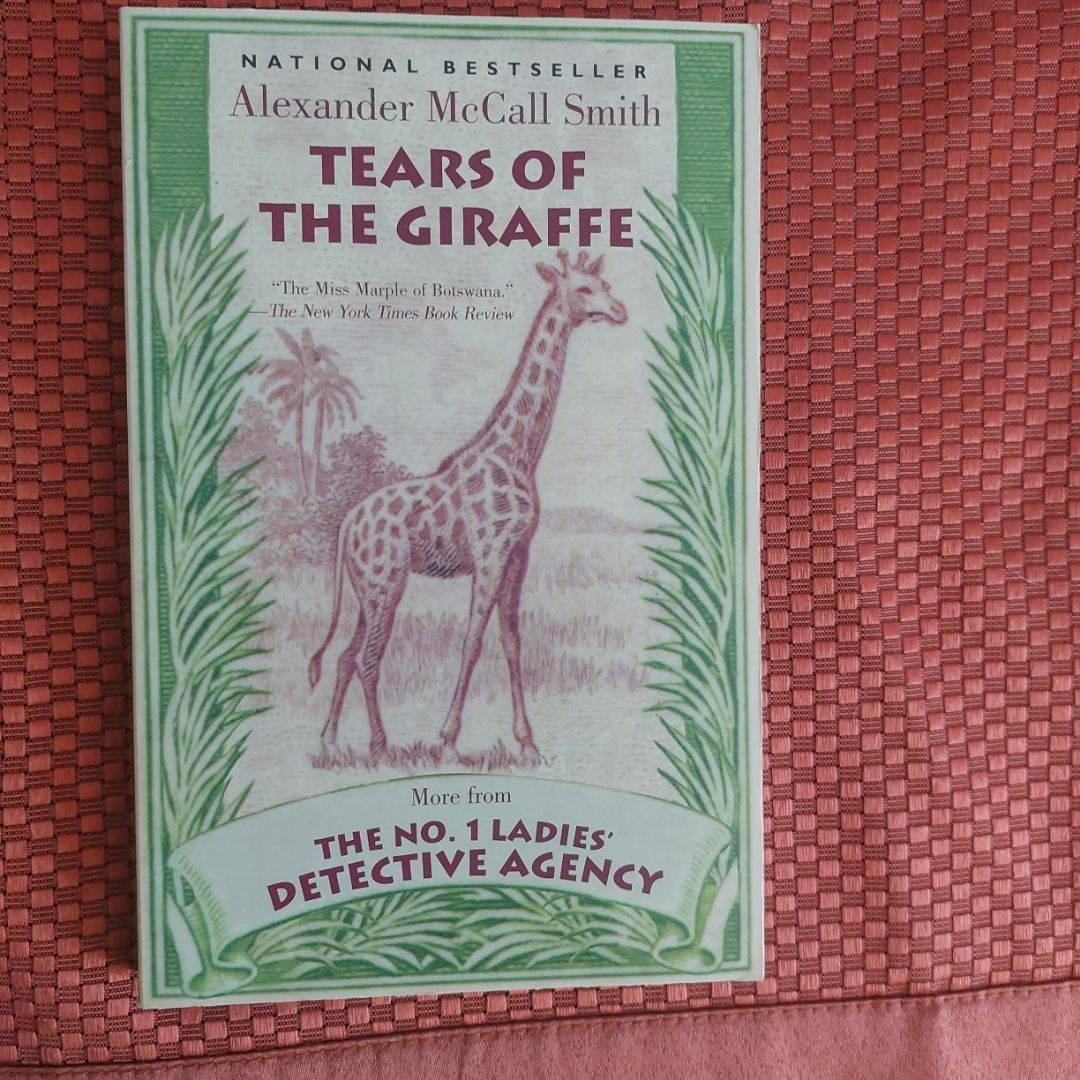 NATIONAL BESTSELLER
Alexander McCall Smith
TEARS OF
THE GIRAFFE
“The Miss Marple of Botswana.”
—The New York Times Book Review
More from
THE NO. 1 LADIES’
DETECTIVE AGENCY